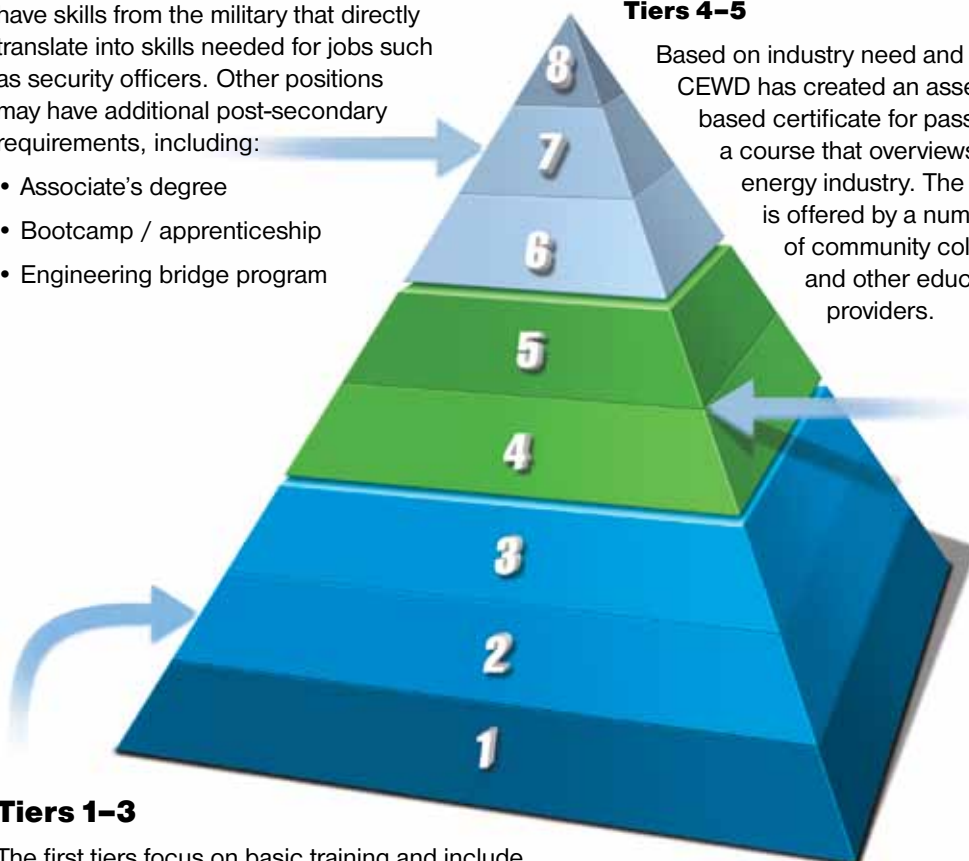 have skills from the military that directly
translate into skills needed for jobs such
as security officers. Other positions
may have additional post-secondary
requirements, including:
• Associate's degree
• Bootcamp / apprenticeship
• Engineering bridge program
Tiers 4–5
Based on industry need and
CEWD has created an asse
based certificate for pass
a course that overviews
energy industry. The
is offered by a num
of community col
and other educ
providers.
8
7
6
5
4
3
2
1
Tiers 1–3
The first tiers focus on basic training and include